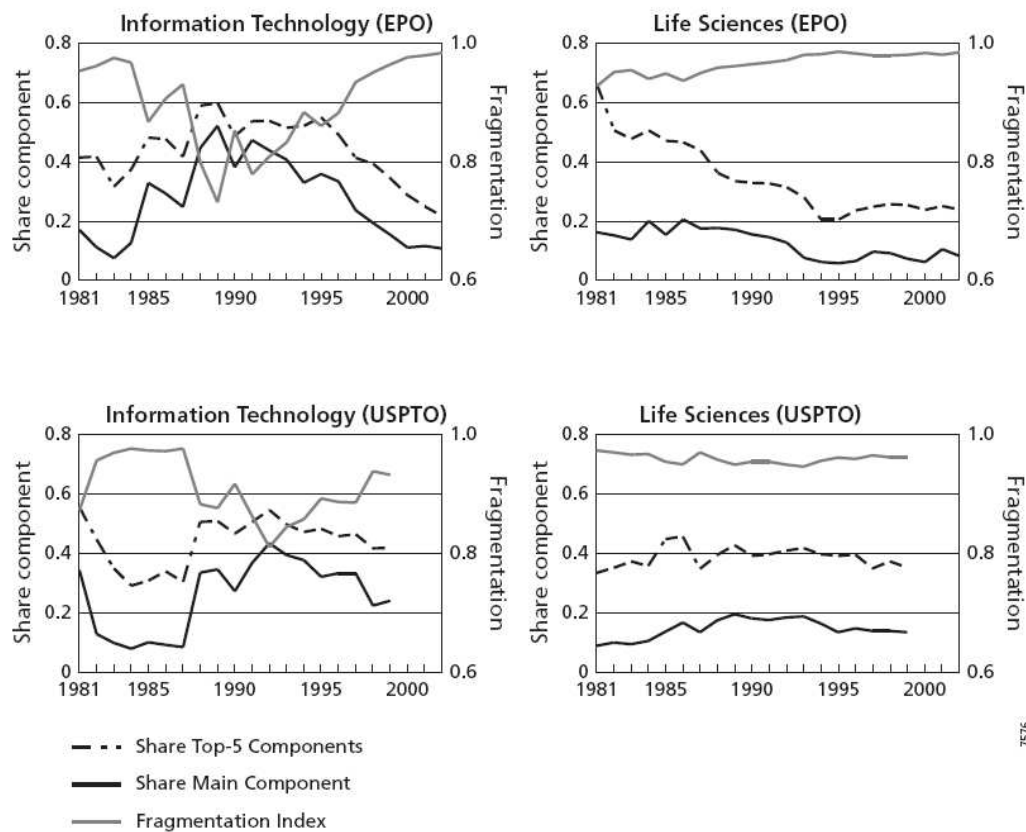 Information Technology (EPO)
0.8
0.6
0.4
0.2
0
Share component
1.0
0.8
0.6
Fragmentation
1981 1985 1990 1995 2000
Life Sciences (EPO)
0.8
0.6
0.4
0.2
0
Share component
1.0
0.8
0.6
Fragmentation
1981 1985 1990 1995 2000
Information Technology (USPTO)
0.8
0.6
0.4
0.2
0
Share component
1.0
0.8
0.6
Fragmentation
1981 1985 1990 1995 2000
Life Sciences (USPTO)
0.8
0.6
0.4
0.2
0
Share component
1.0
0.8
0.6
Fragmentation
1981 1985 1990 1995 2000
Share Top-5 Components
Share Main Component
Fragmentation Index